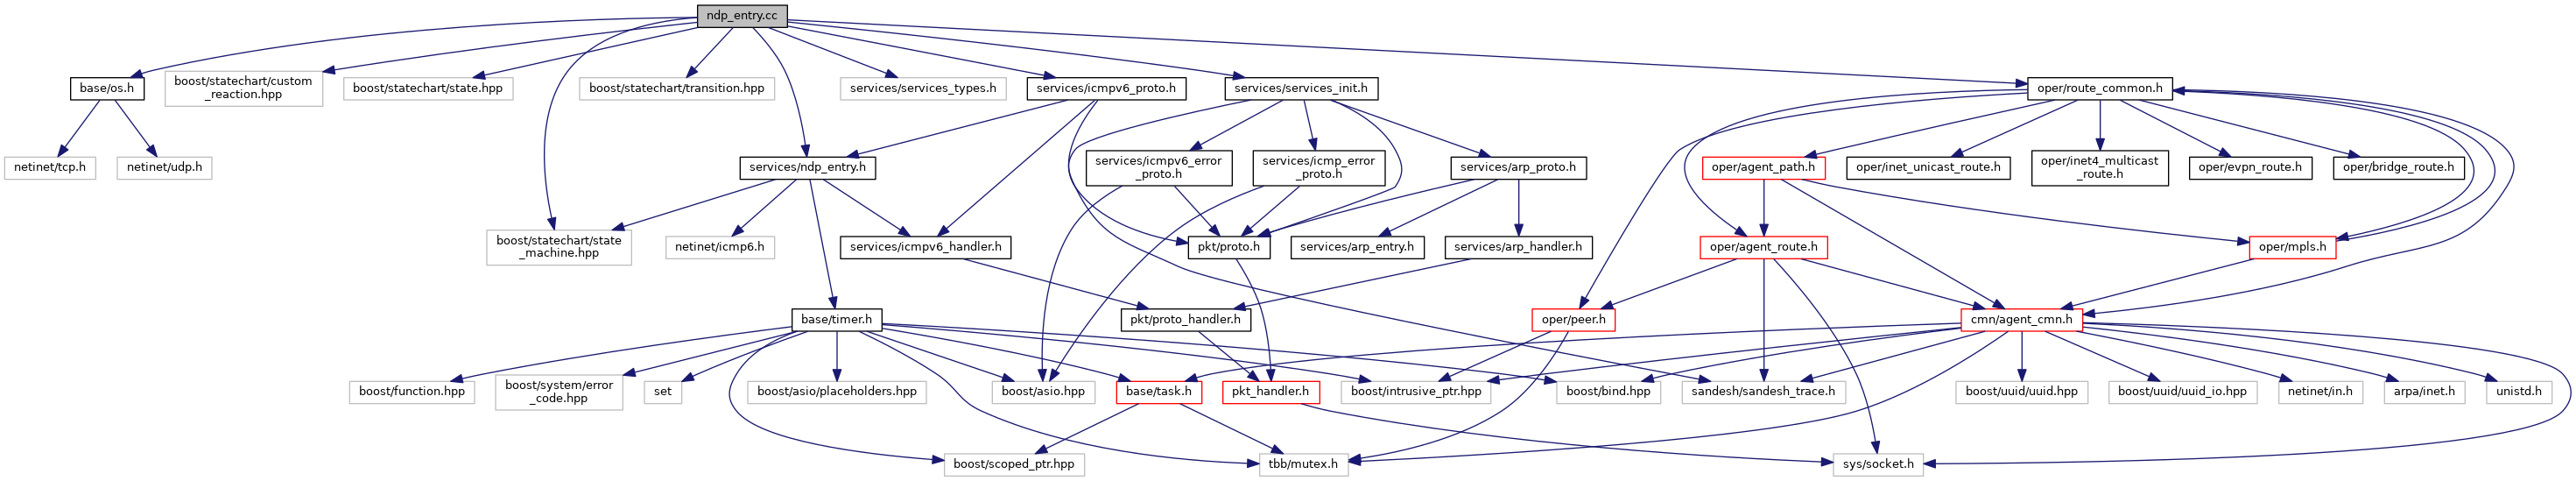 ndp_entry.cc
base/os.h
boost/statechart/custom
_reaction.hpp
boost/statechart/state.hpp
boost/statechart/transition.hpp
services/services_types.h
services/icmpv6_proto.h
services/services_init.h
oper/route_common.h
netinet/tcp.h
netinet/udp.h
services/ndp_entry.h
services/icmpv6_error
_proto.h
services/icmp_error
_proto.h
services/arp_proto.h
oper/agent_path.h
oper/inet_unicast_route.h
oper/inet4_multicast
_route.h
oper/evpn_route.h
oper/bridge_route.h
boost/statechart/state
_machine.hpp
netinet/icmp6.h
services/icmpv6_handler.h
pkt/proto.h
services/arp_entry.h
services/arp_handler.h
oper/agent_route.h
oper/mpls.h
base/timer.h
pkt/proto_handler.h
oper/peer.h
cmn/agent_cmn.h
boost/function.hpp
boost/system/error
_code.hpp
set
boost/asio/placeholders.hpp
boost/asio.hpp
base/task.h
pkt_handler.h
boost/intrusive_ptr.hpp
boost/bind.hpp
sandesh/sandesh_trace.h
boost/uuid/uuid.hpp
boost/uuid/uuid_io.hpp
netinet/in.h
arpa/inet.h
unistd.h
boost/scoped_ptr.hpp
tbb/mutex.h
sys/socket.h